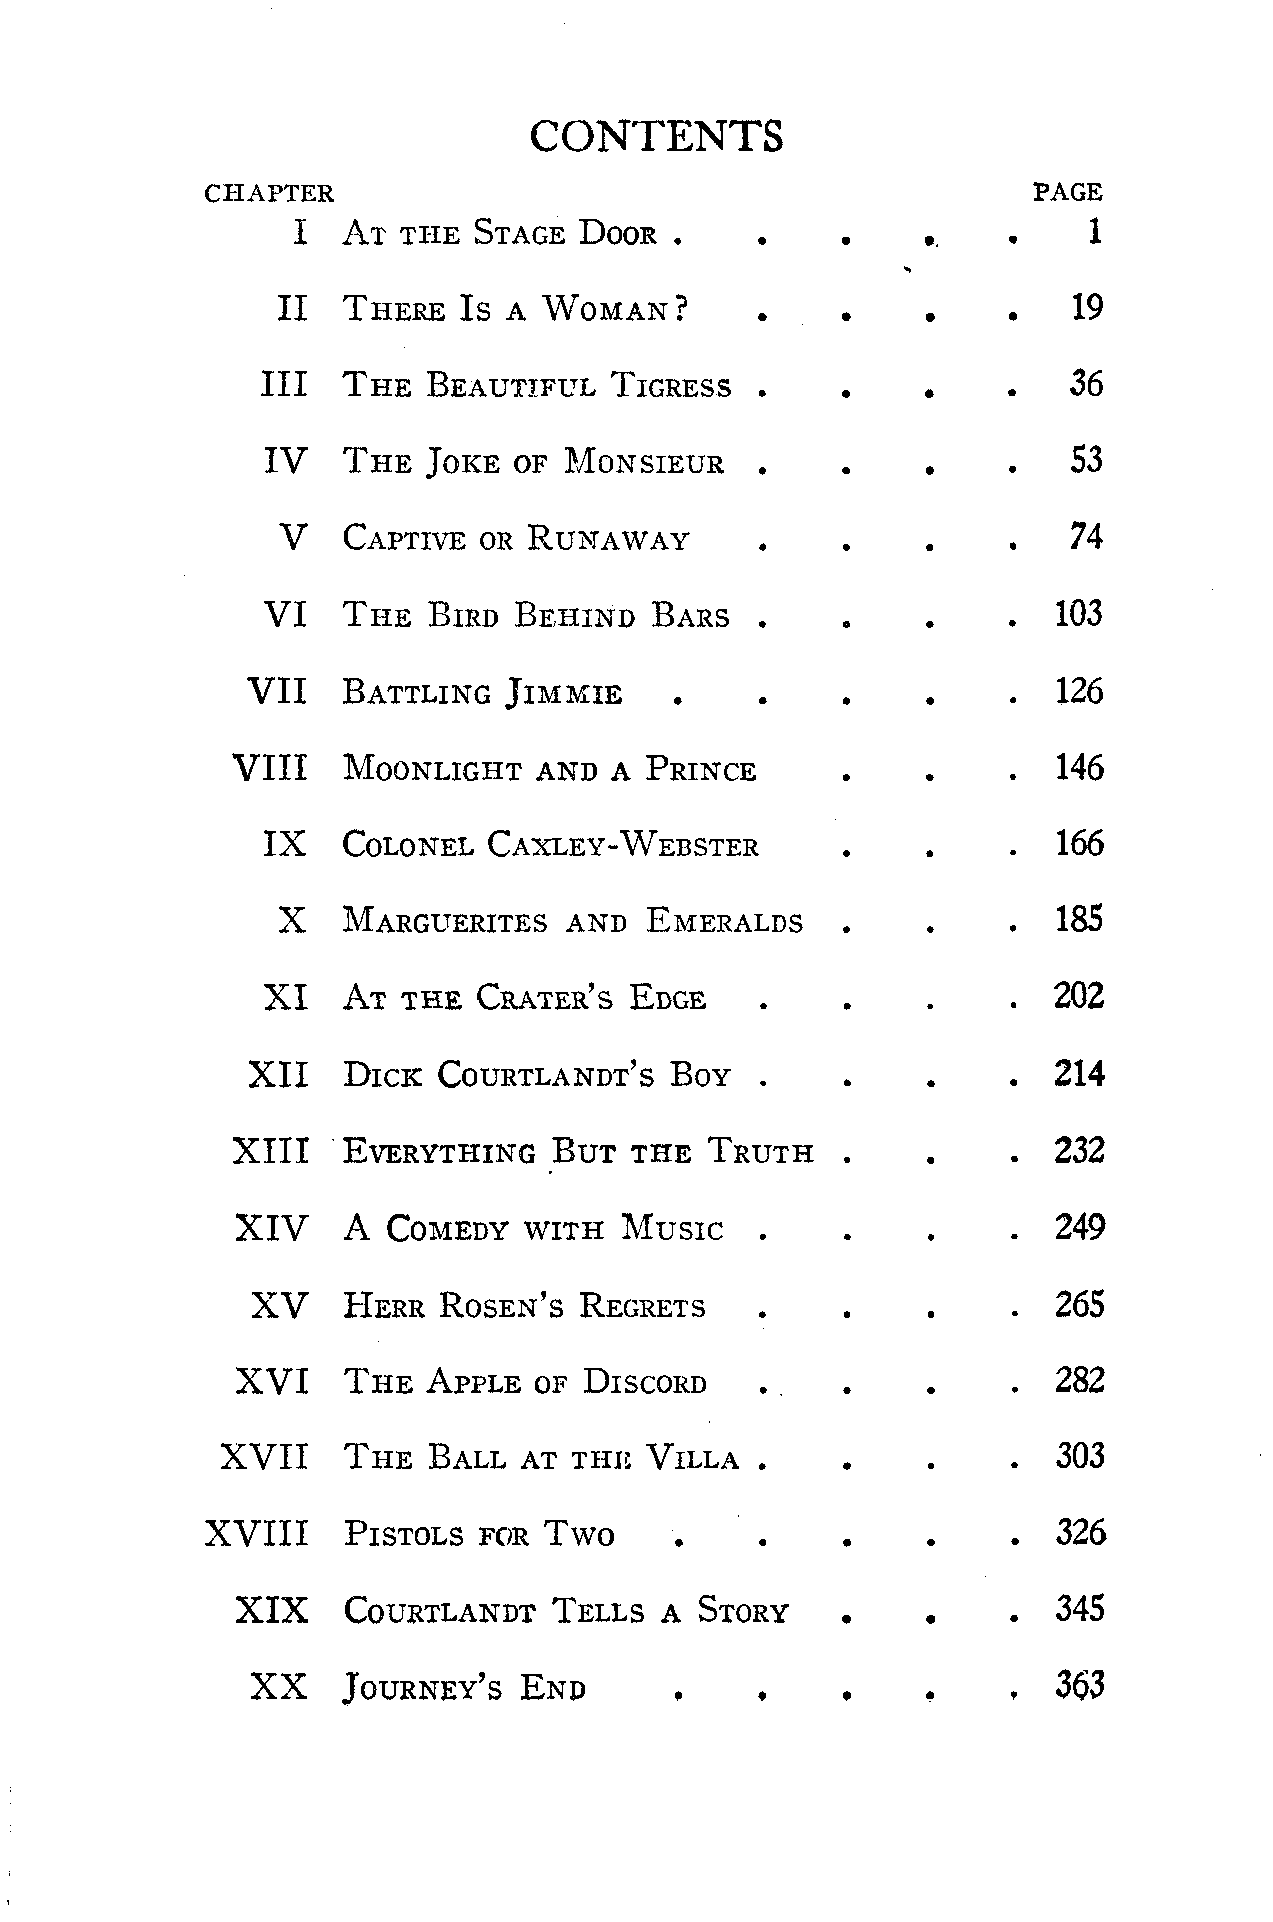 CONTENTS
CHAPTER PAGE
I At the Stage Door . . . . . 1
II There Is a Woman? . . . . 19
III The Beautiful Tigress . . . . 36
IV The Joke of Monsieur . . . . 53
V Captive or Runaway . . . . 74
VI The Bird Behind Bars . . . . 103
VII Battling Jimmie . . . . . 126
VIII Moonlight and a Prince . . . 146
IX Colonel Caxley-Webster . . . 166
X Marguerites and Emeralds . . . 185
XI At the Crater's Edge . . . . 202
XII Dick Courtlandt's Boy . . . . 214
XIII Everything But the Truth . . . 232
XIV A Comedy with Music . . . . 249
XV Herr Rosen's Regrets . . . . 265
XVI The Apple of Discord . . . . 282
XVII The Ball at the Villa . . . . 303
XVIII Pistols for Two . . . . . 326
XIX Courtlandt Tells a Story . . . 345
XX Journey's End . . . . . 363